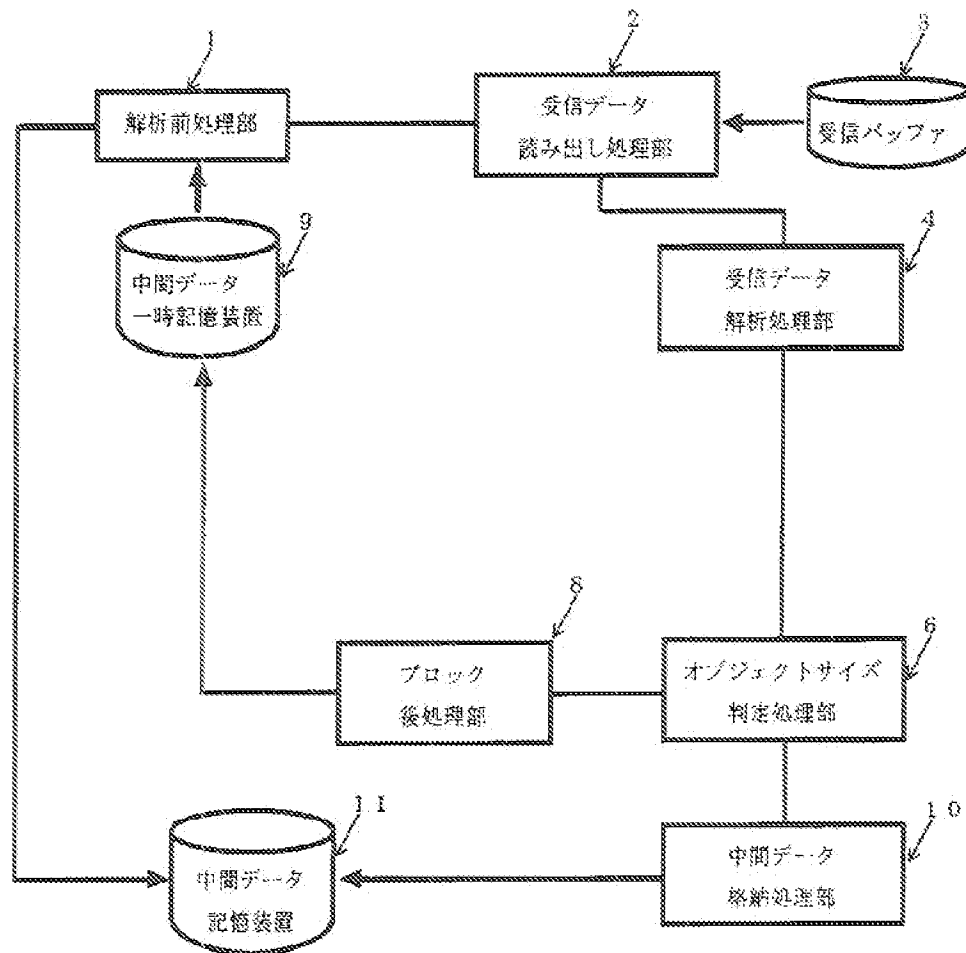 1
2
3
解析前処理部
受信データ
読み出し処理部
受信バッファ
9
4
中間データ
一時記憶装置
受信データ
解析処理部
8
6
ブロック
後処理部
オブジェクトサイズ
判定処理部
11
10
中間データ
記憶装置
中間データ
格納処理部